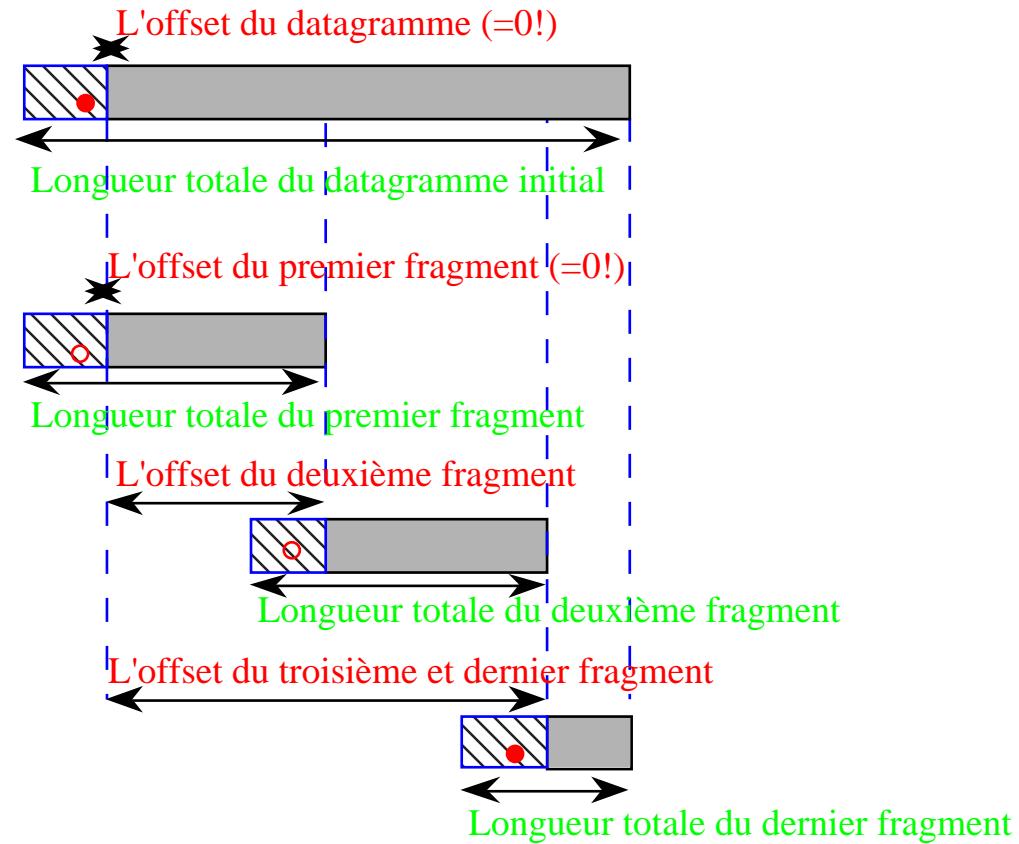 L'offset du datagramme (=0!)
Longueur totale du datagramme initial
L'offset du premier fragment (=0!)
Longueur totale du premier fragment
L'offset du deuxième fragment
Longueur totale du deuxième fragment
L'offset du troisième et dernier fragment
Longueur totale du dernier fragment